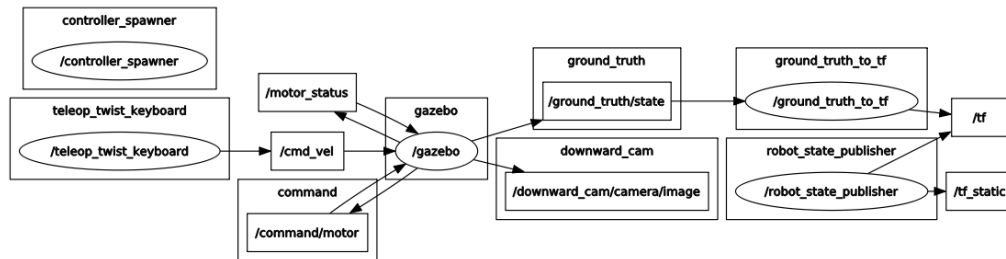 controller_spawner
/controller_spawner
teleop_twist_keyboard
/teleop_twist_keyboard
/motor_status
/cmd_vel
command
/command/motor
gazebo
/gazebo
ground_truth
/ground_truth/state
downward_cam
/downward_cam/camera/image
ground_truth_to_tf
/ground_truth_to_tf
robot_state_publisher
/robot_state_publisher
/tf
/tf_static